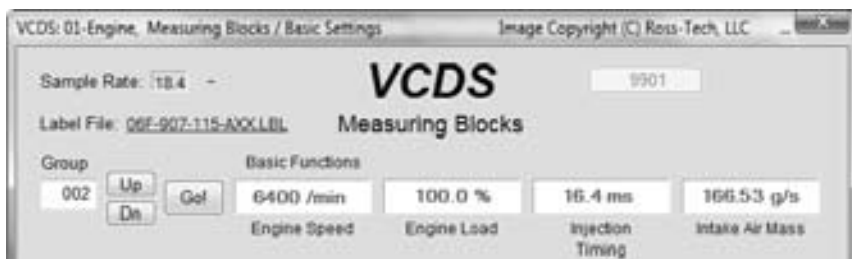 VCDS: 01-Engine, Measuring Blocks / Basic Settings Image Copyright (C) Ross-Tech, LLC
Sample Rate: 18.4 VCDS 9901
Label File: 06F-907-115-AXX.LBL Measuring Blocks
Group Basic Functions
002 Up Dn Go! 6400 /min 100.0 % 16.4 ms 166.53 g/s
Engine Speed Engine Load Injection Timing Intake Air Mass